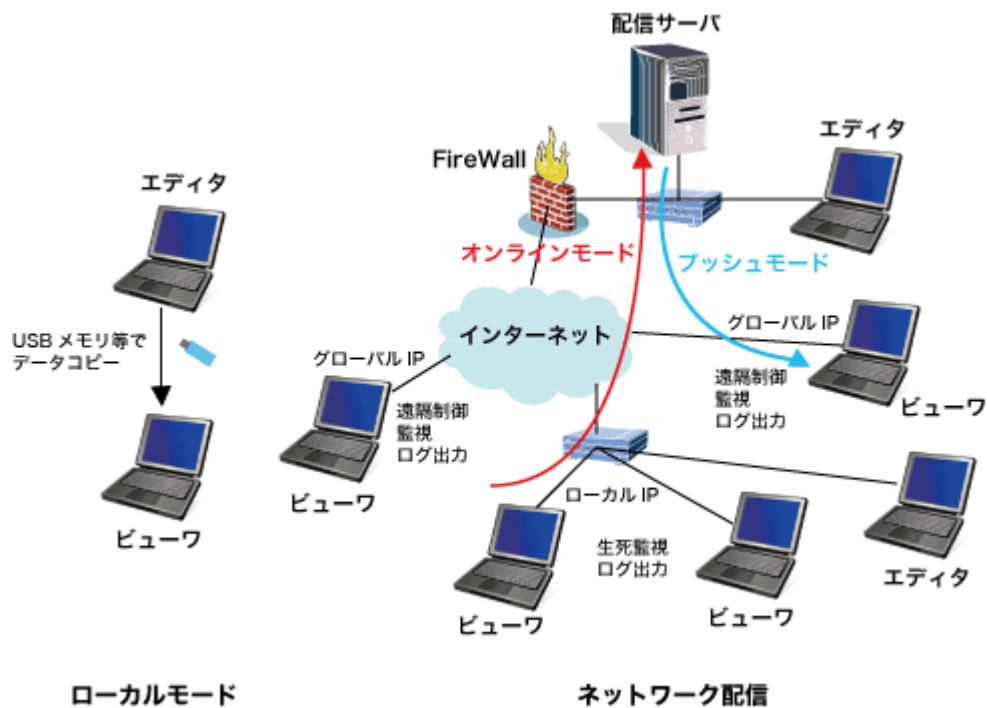 配信サーバ
エディタ
FireWall
エディタ
オンラインモード
プッシュモード
USB メモリ等で
データコピー
インターネット
グローバル IP
グローバル IP
遠隔制御
監視
ログ出力
ビューワ
遠隔制御
監視
ログ出力
ビューワ
ビューワ
ローカル IP
生死監視
ログ出力
エディタ
ビューワ
ビューワ
ローカルモード
ネットワーク配信